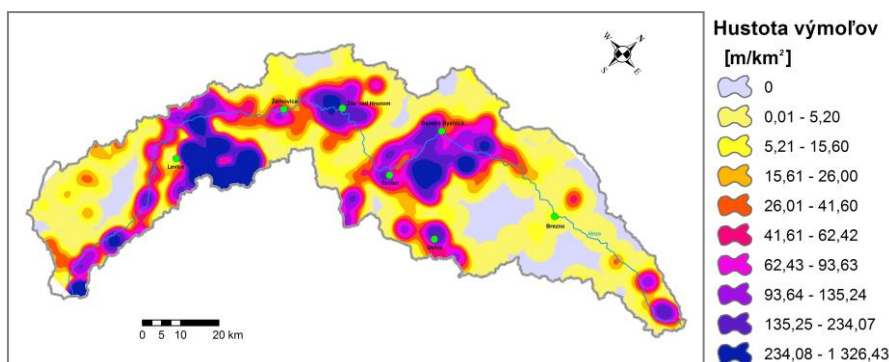 Hustota výmoľov
[m/km²]
0
0,01 - 5,20
5,21 - 15,60
15,61 - 26,00
26,01 - 41,60
41,61 - 62,42
62,43 - 93,63
93,64 - 135,24
135,25 - 234,07
234,08 - 1 326,43
W N
S E
Žarnovica
Žiar nad Hronom
Banská Bystrica
Levice
Zvolen
Brezno
Hron
0 5 10 20 km